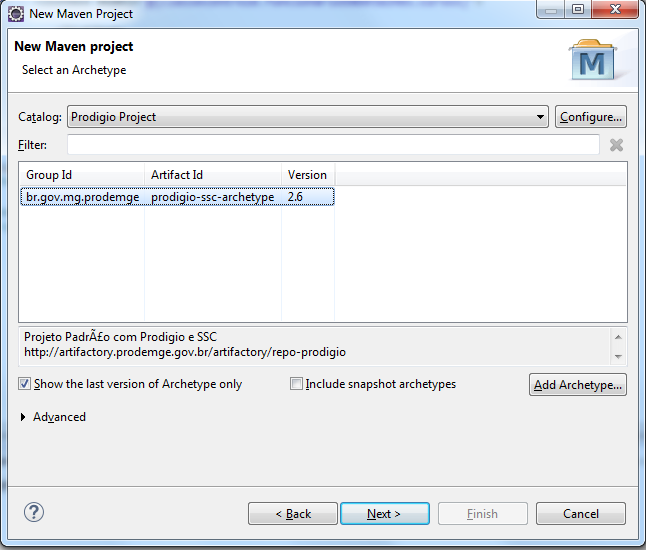 New Maven Project
New Maven project
Select an Archetype
M
Catalog: Prodigio Project Configure...
Filter:
Group Id Artifact Id Version
br.gov.mg.prodemge prodigio-ssc-archetype 2.6
Projeto PadrÃ£o com Prodigio e SSC
http://artifactory.prodemge.gov.br/artifactory/repo-prodigio
Show the last version of Archetype only Include snapshot archetypes Add Archetype...
Advanced
? < Back Next > Finish Cancel